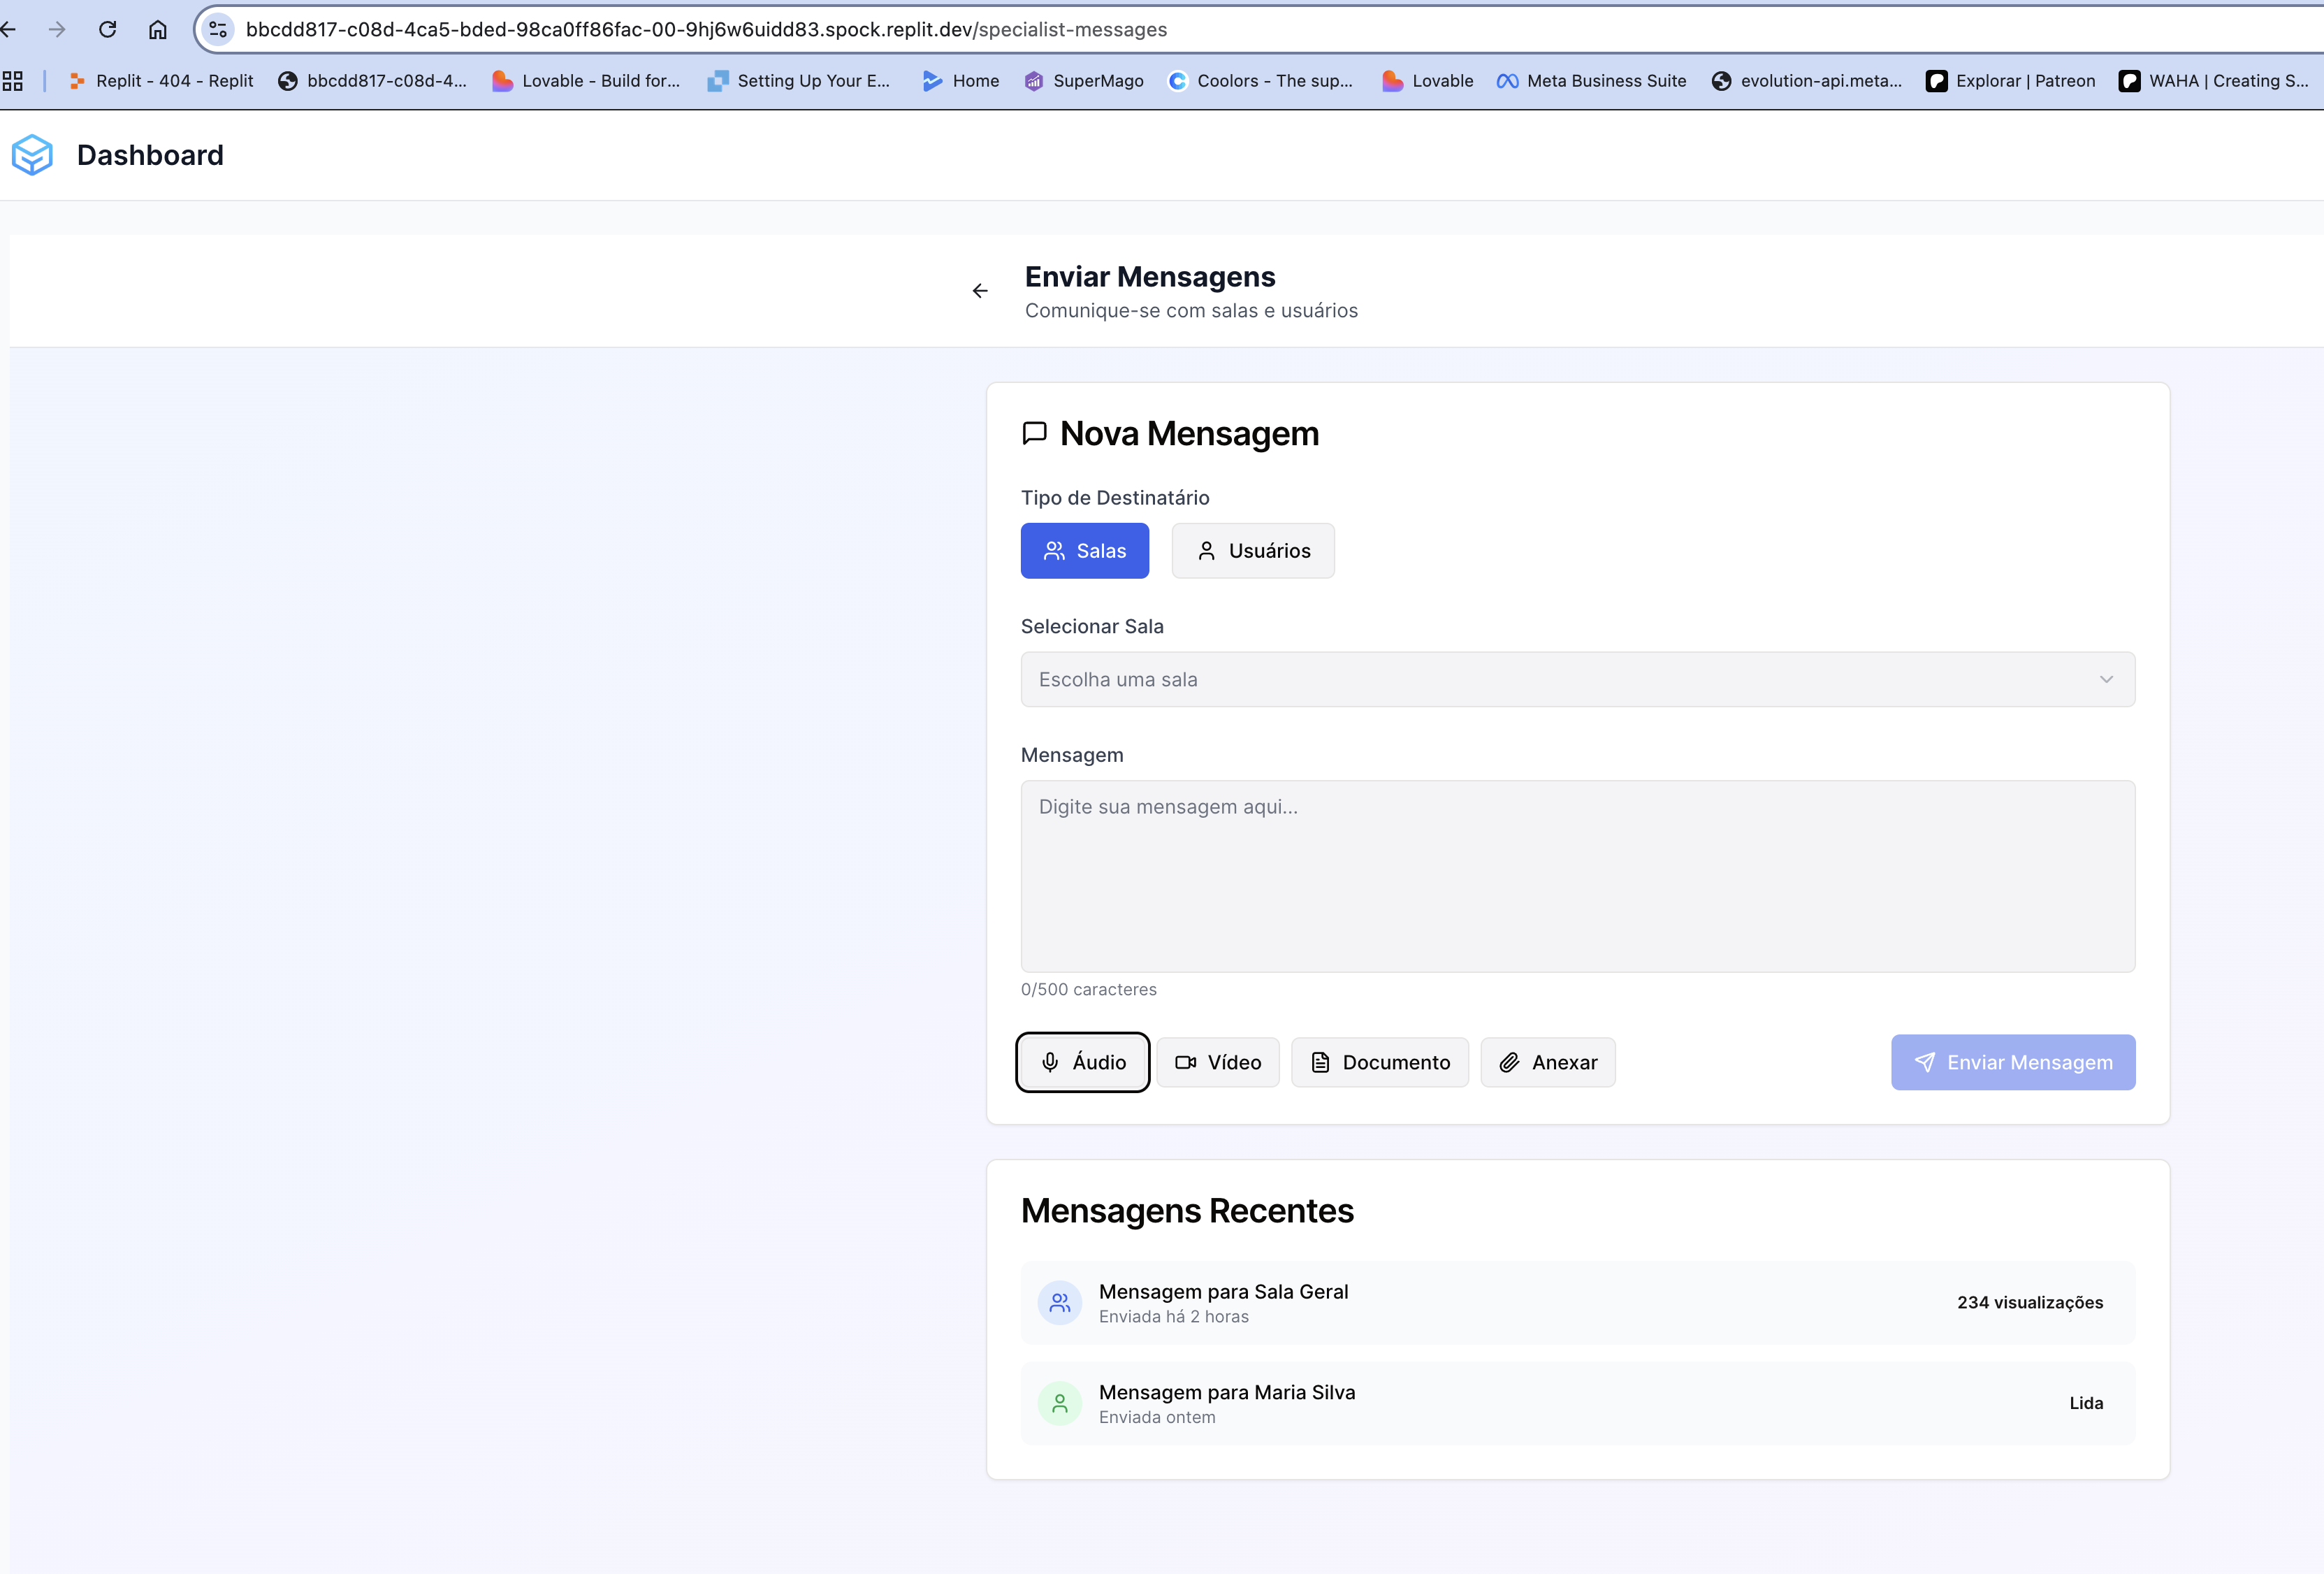 bbcdd817-c08d-4ca5-bded-98ca0ff86fac-00-9hj6w6uidd83.spock.replit.dev/specialist-messages
Replit - 404 - Replit bbcdd817-c08d-4... Lovable - Build for... Setting Up Your E... Home SuperMago Coolors - The sup... Lovable Meta Business Suite evolution-api.meta... Explorar | Patreon WAHA | Creating S...
Dashboard
Enviar Mensagens
Comunique-se com salas e usuários
Nova Mensagem
Tipo de Destinatário
Salas Usuários
Selecionar Sala
Escolha uma sala
Mensagem
Digite sua mensagem aqui...
0/500 caracteres
Áudio Vídeo Documento Anexar Enviar Mensagem
Mensagens Recentes
Mensagem para Sala Geral
Enviada há 2 horas
234 visualizações
Mensagem para Maria Silva
Enviada ontem
Lida